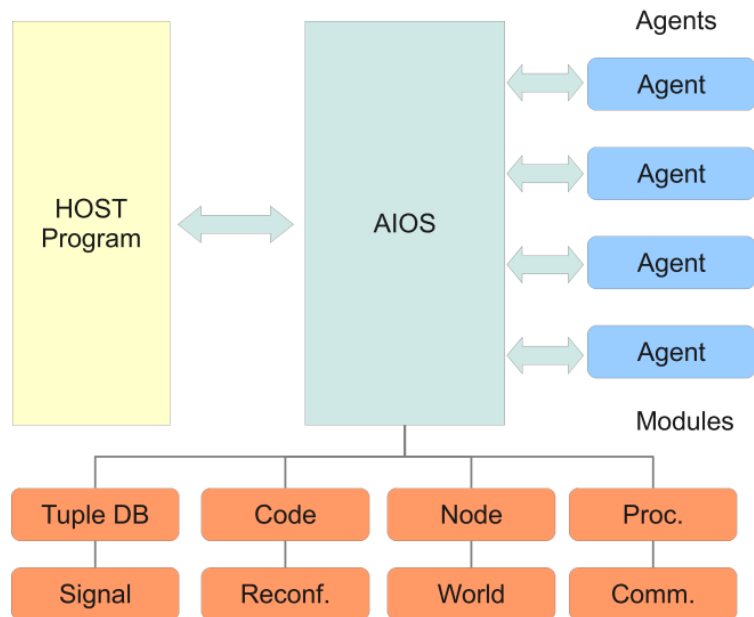 Agents
Agent
Agent
HOST
Program
AIOS
Agent
Agent
Modules
Tuple DB
Code
Node
Proc.
Signal
Reconf.
World
Comm.